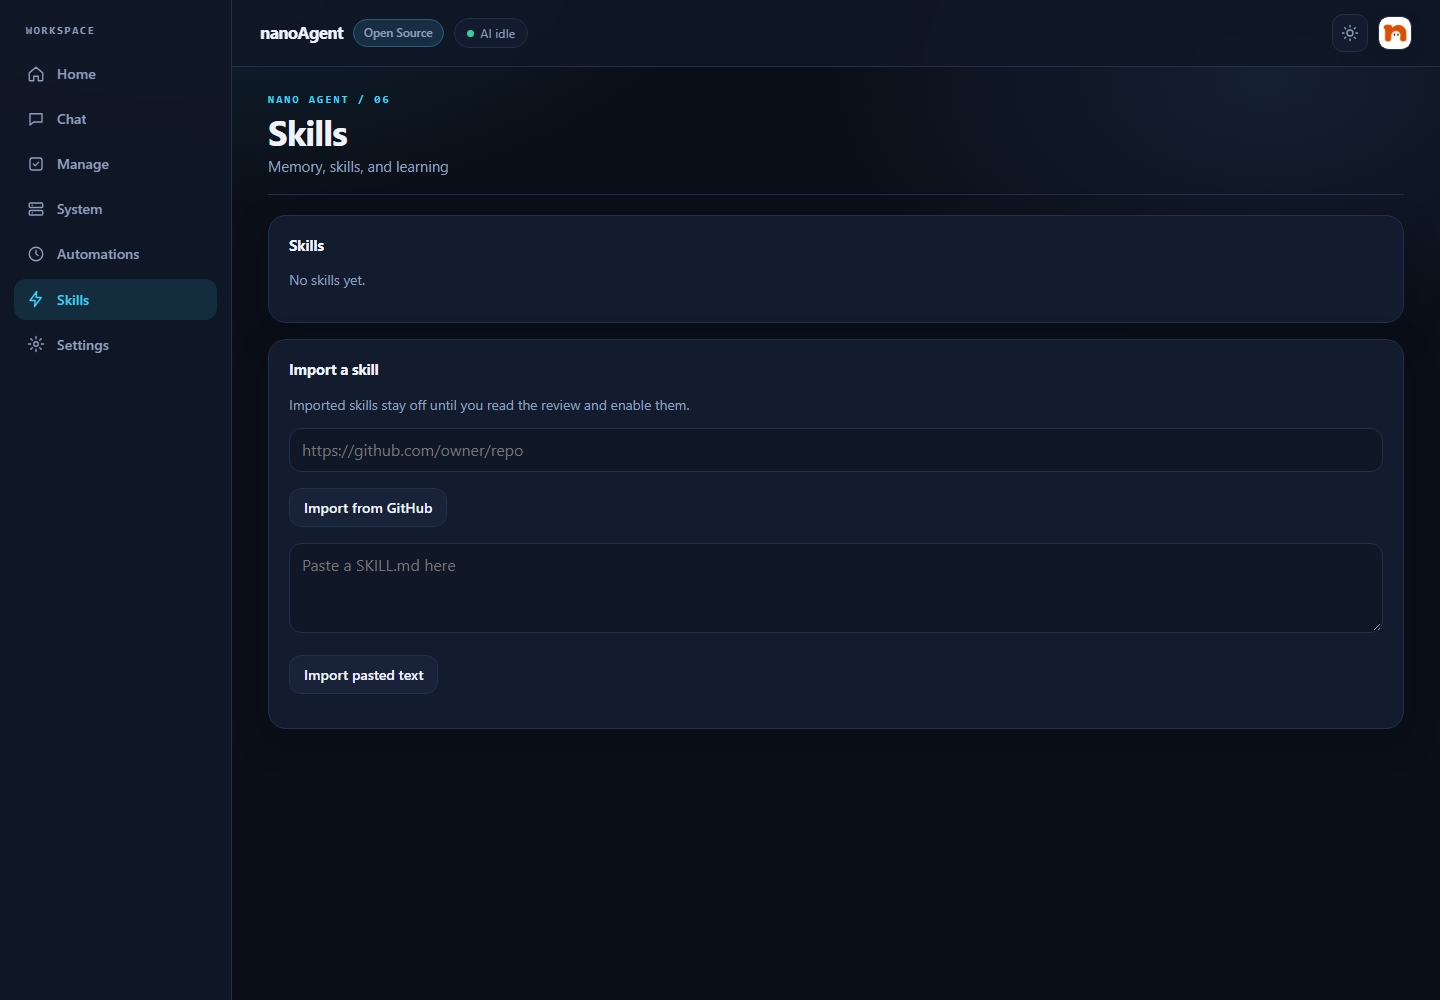 WORKSPACE
Home
Chat
Manage
System
Automations
Skills
Settings
nanoAgent
Open Source
AI idle
n
NANO AGENT / 06
Skills
Memory, skills, and learning
Skills
No skills yet.
Import a skill
Imported skills stay off until you read the review and enable them.
https://github.com/owner/repo
Import from GitHub
Paste a SKILL.md here
Import pasted text